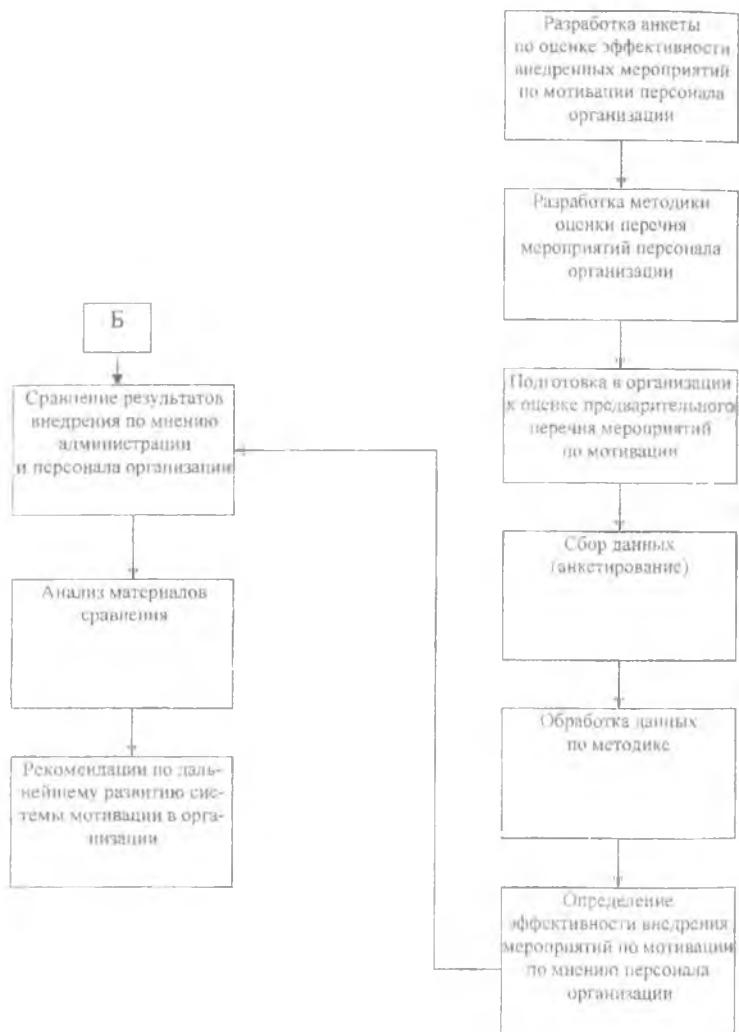 Разработка анкеты
по оценке эффективности
внедренных мероприятий
по мотивации персонала
организации
Разработка методики
оценки перечня
мероприятий персонала
организации
Подготовка в организации
к оценке предварительного
перечня мероприятий
по мотивации
Сбор данных
(анкетирование)
Обработка данных
по методике
Определение
эффективности внедрения
мероприятий по мотивации
по мнению персонала
организации
Б
Сравнение результатов
внедрения по мнению
администрации
и персонала организации
Анализ материалов
сравнения
Рекомендации по даль-
нейшему развитию сис-
темы мотивации в орга-
низации